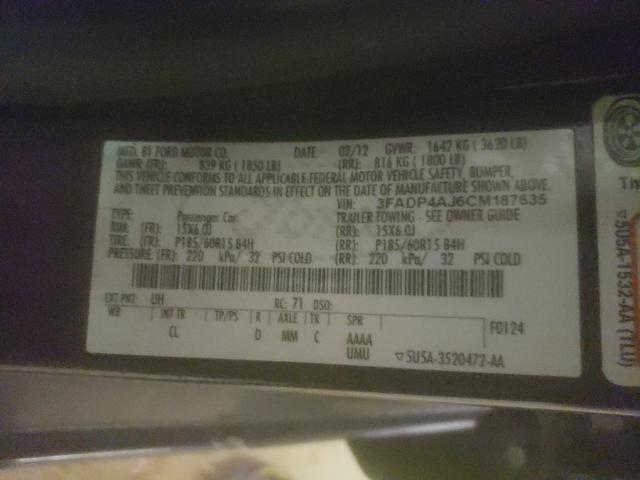 MFD. BY FORD MOTOR CO. DATE: 02/12 GVWR: 1642 KG ( 3620 LB)
GAWR: (FR): 839 KG ( 1850 LB) (RR): 816 KG ( 1800 LB)
THIS VEHICLE CONFORMS TO ALL APPLICABLE FEDERAL MOTOR VEHICLE SAFETY, BUMPER,
AND THEFT PREVENTION STANDARDS IN EFFECT ON THE DATE OF MANUFACTURE SHOWN ABOVE.
VIN: 3FADP4AJ6CM187635
TYPE: Passenger Car TRAILER TOWING - SEE OWNER GUIDE
RIM: (FR): 15X6.0J (RR): 15X6.0J
TIRE: (FR): P185/60R15 84H (RR): P185/60R15 84H
PRESSURE: (FR): 220 kPa/ 32 PSI COLD (RR): 220 kPa/ 32 PSI COLD
EXT PNT: UH RC: 71 DSO:
WB INT TR TP/PS R AXLE TR SPR
CL D MM C AAAA F0124
UMU ▽5U5A-3520472-AA
▽5U5A-1532-AA (TLU)